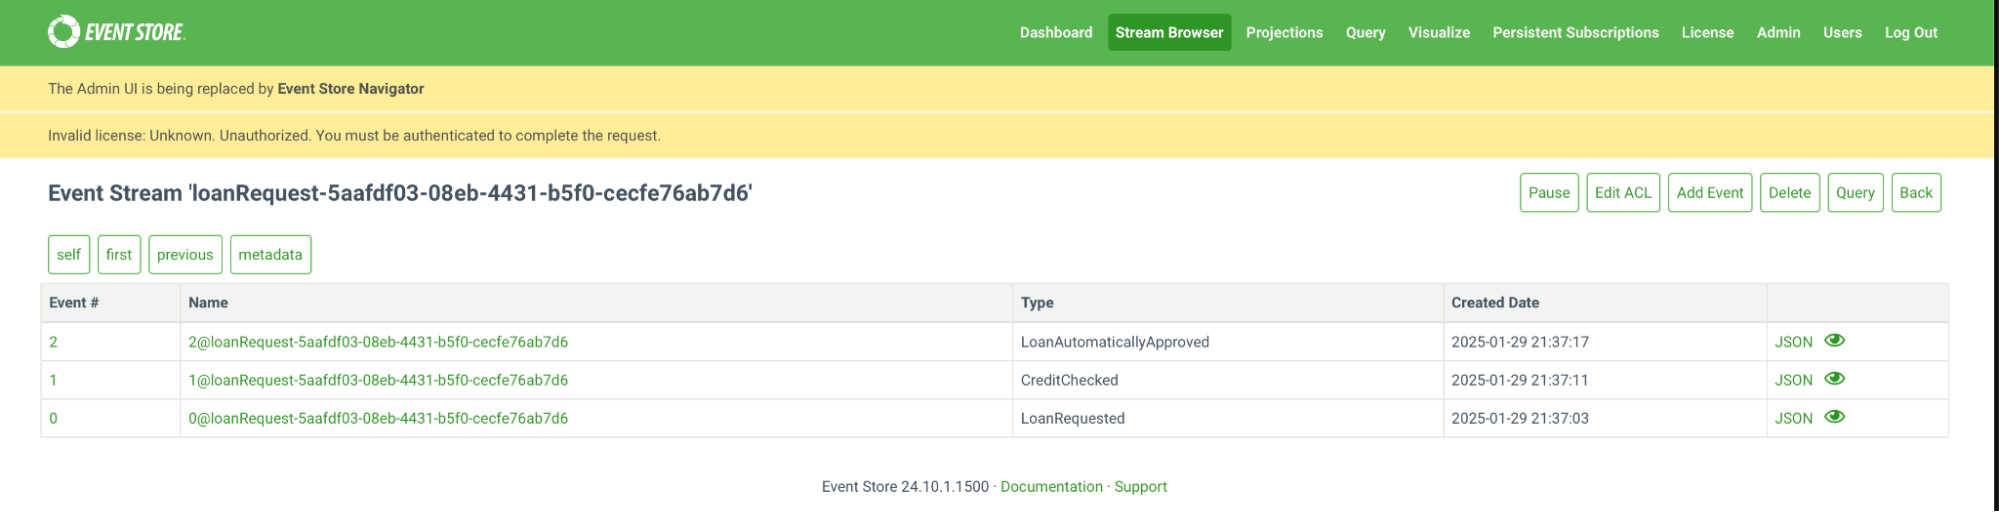 EVENT STORE
Dashboard Stream Browser Projections Query Visualize Persistent Subscriptions License Admin Users Log Out
The Admin UI is being replaced by Event Store Navigator
Invalid license: Unknown. Unauthorized. You must be authenticated to complete the request.
Event Stream 'loanRequest-5aafdf03-08eb-4431-b5f0-cecfe76ab7d6' Pause Edit ACL Add Event Delete Query Back
self first previous metadata
Event # Name Type Created Date
2 2@loanRequest-5aafdf03-08eb-4431-b5f0-cecfe76ab7d6 LoanAutomaticallyApproved 2025-01-29 21:37:17 JSON
1 1@loanRequest-5aafdf03-08eb-4431-b5f0-cecfe76ab7d6 CreditChecked 2025-01-29 21:37:11 JSON
0 0@loanRequest-5aafdf03-08eb-4431-b5f0-cecfe76ab7d6 LoanRequested 2025-01-29 21:37:03 JSON
Event Store 24.10.1.1500 · Documentation · Support